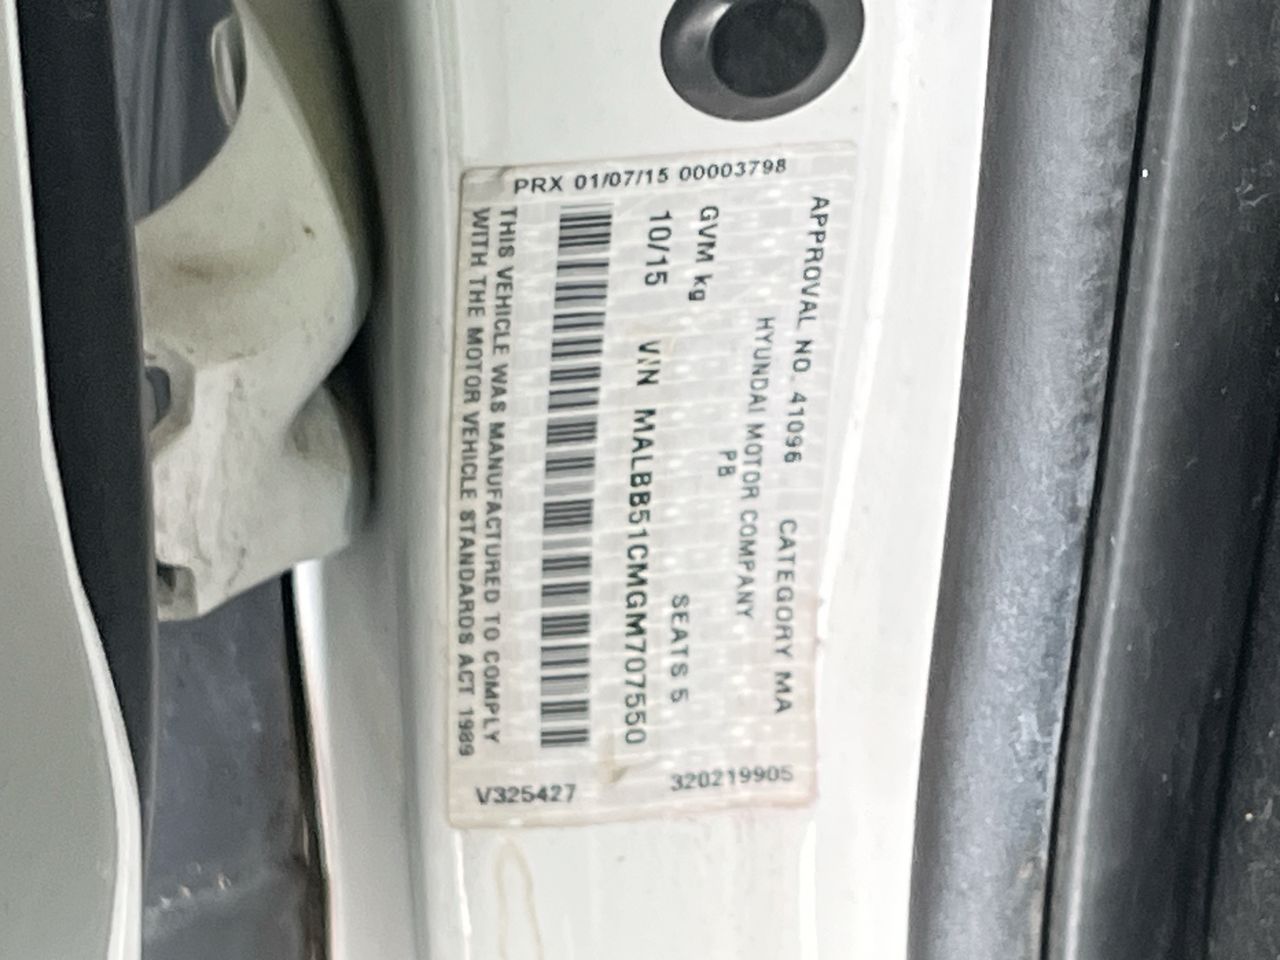 PRX 01/07/15 00003798
APPROVAL NO. 41096 CATEGORY MA
HYUNDAI MOTOR COMPANY
PB
GVM kg SEATS 5
10/15 VIN MALBB51CMGM707550
THIS VEHICLE WAS MANUFACTURED TO COMPLY
WITH THE MOTOR VEHICLE STANDARDS ACT 1989
V325427 320219905